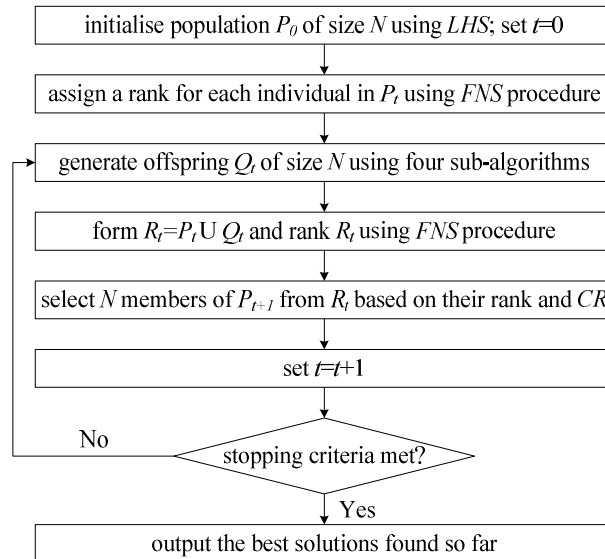 initialise population P₀ of size N using LHS; set t=0
assign a rank for each individual in Pₜ using FNS procedure
generate offspring Qₜ of size N using four sub-algorithms
form Rₜ=Pₜ U Qₜ and rank Rₜ using FNS procedure
select N members of Pₜ₊₁ from Rₜ based on their rank and CR
set t=t+1
No
stopping criteria met?
Yes
output the best solutions found so far